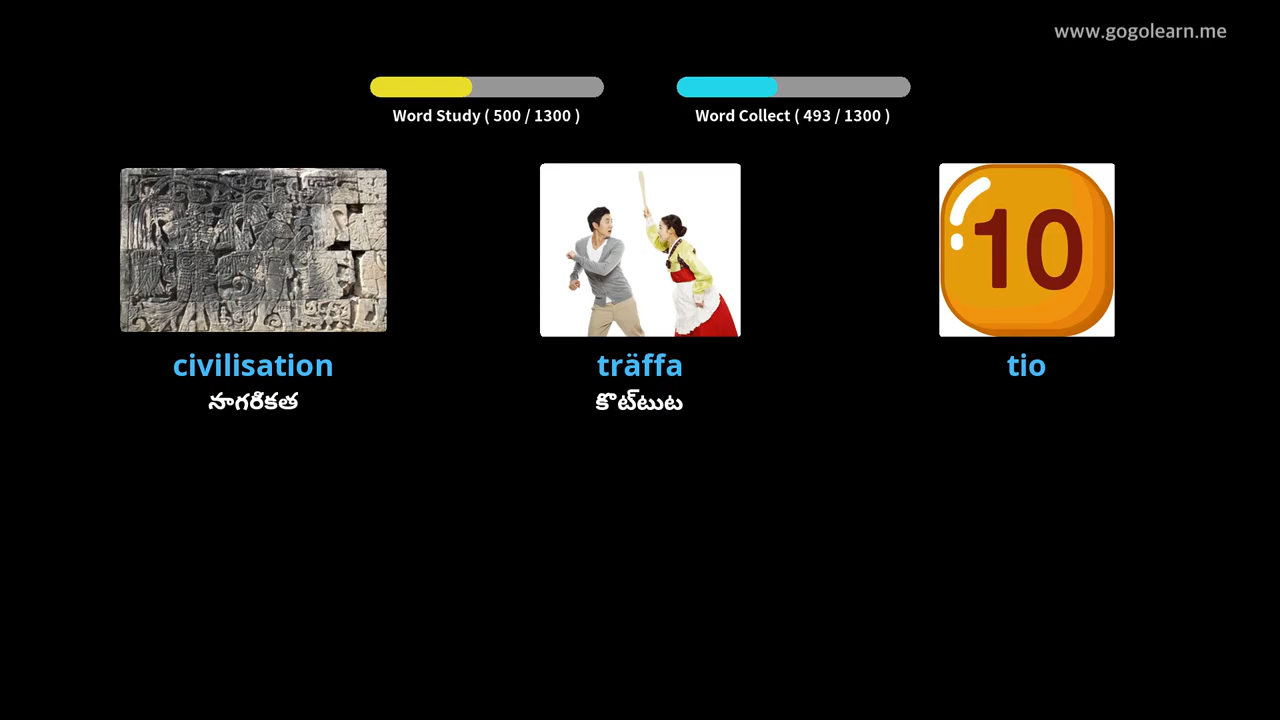 www.gogolearn.me
Word Study ( 500 / 1300 )
Word Collect ( 493 / 1300 )
10
civilisation
träffa
tio
నాగరికత
కొట్టుట